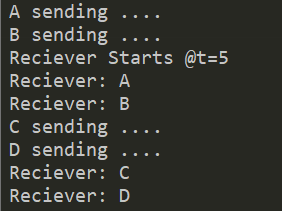 A sending ....
B sending ....
Reciever Starts @t=5
Reciever: A
Reciever: B
C sending ....
D sending ....
Reciever: C
Reciever: D